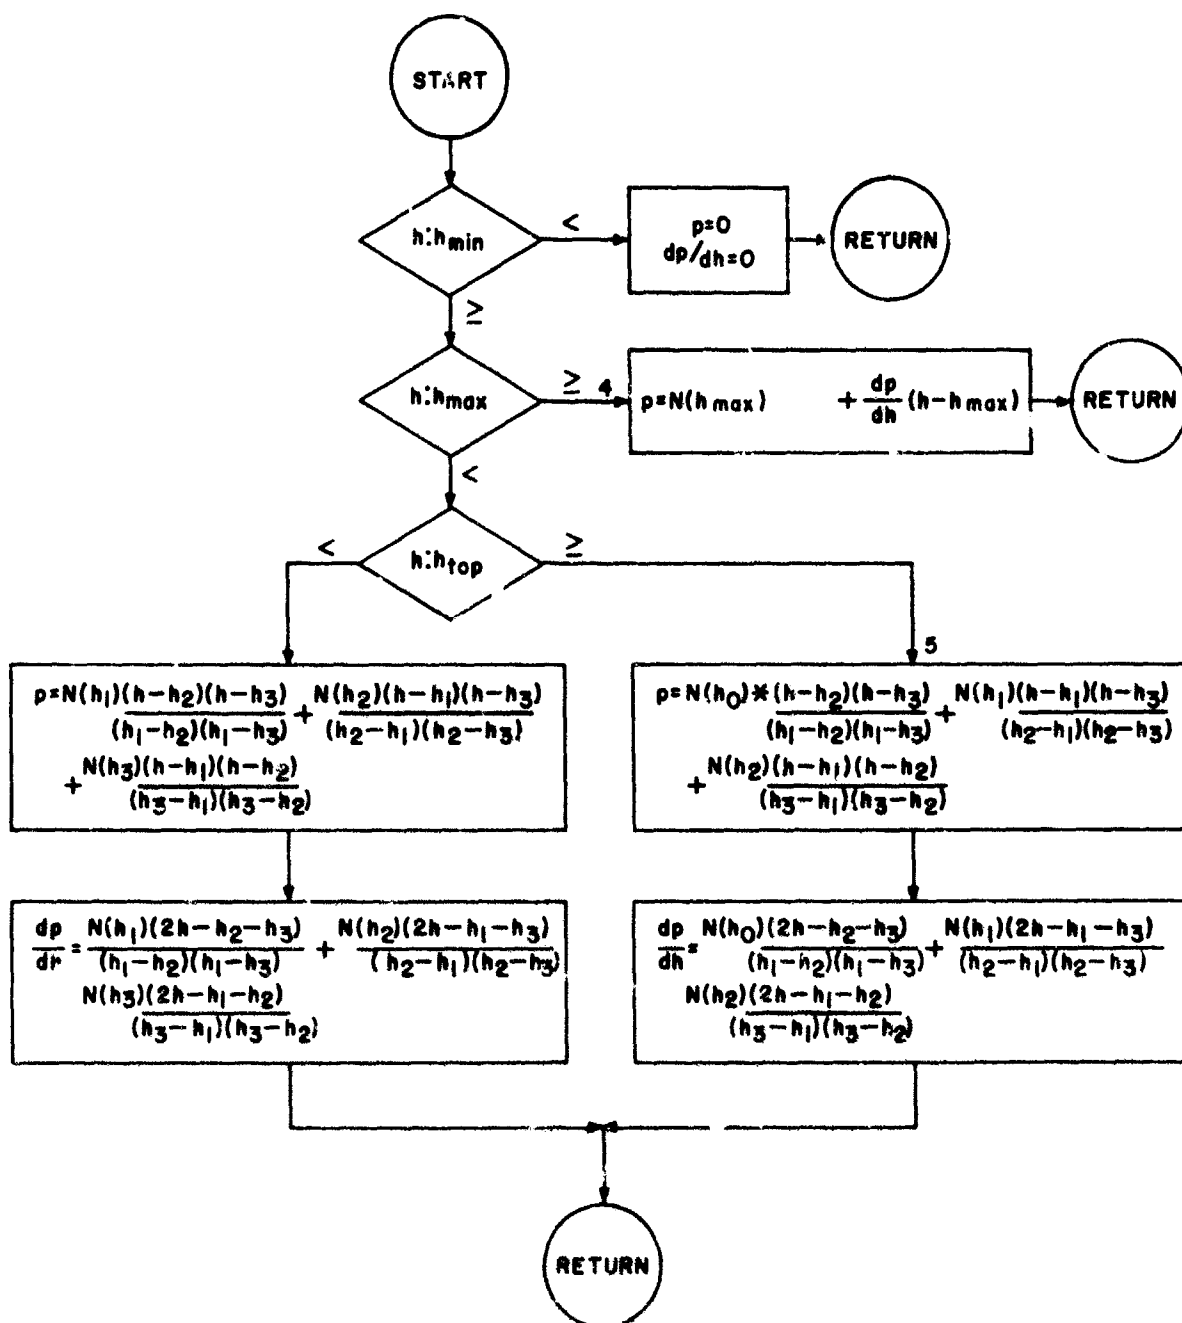 START
h:h_min
<
p=0
dp/dh=0
RETURN
≥
h:h_max
≥ 4
p=N(h_max) + dp/dh (h-h_max)
RETURN
<
h:h_top
<
≥
5
p=N(h₁)(h-h₂)(h-h₃)/(h₁-h₂)(h₁-h₃) + N(h₂)(h-h₁)(h-h₃)/(h₂-h₁)(h₂-h₃)
+ N(h₃)(h-h₁)(h-h₂)/(h₃-h₁)(h₃-h₂)
p=N(h₀)*(h-h₂)(h-h₃)/(h₁-h₂)(h₁-h₃) + N(h₁)(h-h₁)(h-h₃)/(h₂-h₁)(h₂-h₃)
+ N(h₂)(h-h₁)(h-h₂)/(h₃-h₁)(h₃-h₂)
dp/dr = N(h₁)(2h-h₂-h₃)/(h₁-h₂)(h₁-h₃) + N(h₂)(2h-h₁-h₃)/(h₂-h₁)(h₂-h₃)
N(h₃)(2h-h₁-h₂)/(h₃-h₁)(h₃-h₂)
dp/dh = N(h₀)(2h-h₂-h₃)/(h₁-h₂)(h₁-h₃) + N(h₁)(2h-h₁-h₃)/(h₂-h₁)(h₂-h₃)
N(h₂)(2h-h₁-h₂)/(h₃-h₁)(h₃-h₂)
RETURN